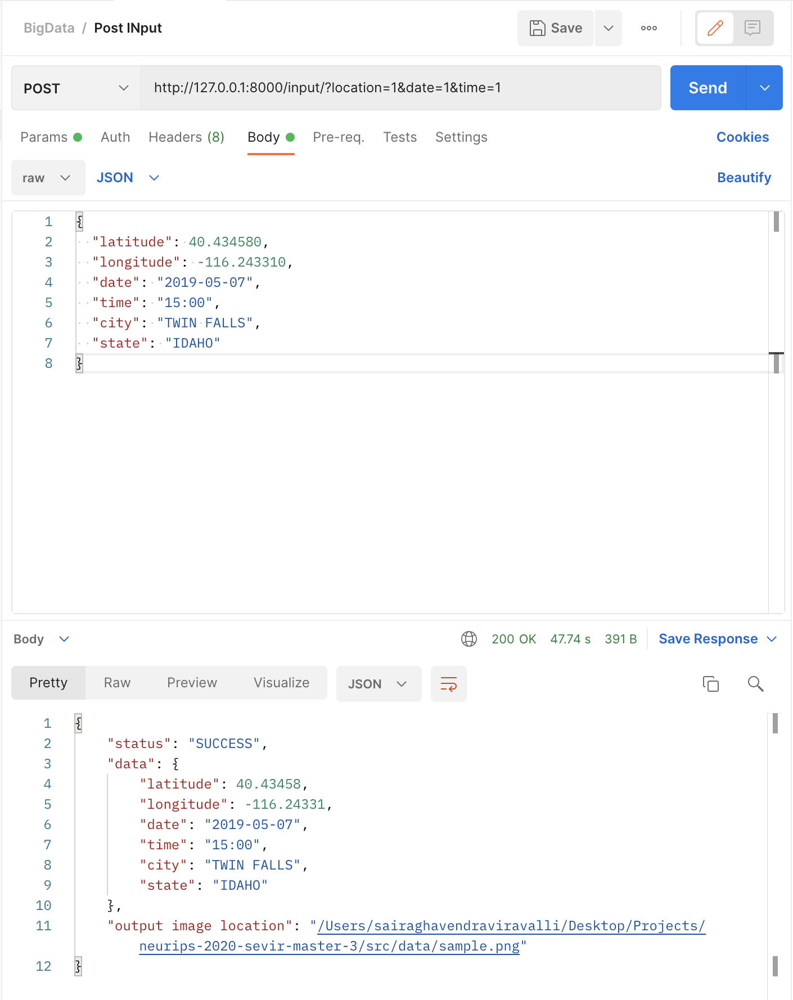 BigData / Post INput
Save
POST
http://127.0.0.1:8000/input/?location=1&date=1&time=1
Send
Params Auth Headers (8) Body Pre-req. Tests Settings Cookies
raw JSON Beautify
1 {
2 "latitude": 40.434580,
3 "longitude": -116.243310,
4 "date": "2019-05-07",
5 "time": "15:00",
6 "city": "TWIN FALLS",
7 "state": "IDAHO"
8 }
Body 200 OK 47.74 s 391 B Save Response
Pretty Raw Preview Visualize JSON
1 {
2 "status": "SUCCESS",
3 "data": {
4 "latitude": 40.43458,
5 "longitude": -116.24331,
6 "date": "2019-05-07",
7 "time": "15:00",
8 "city": "TWIN FALLS",
9 "state": "IDAHO"
10 },
11 "output image location": "/Users/sairaghavendraviravalli/Desktop/Projects/
neurips-2020-sevir-master-3/src/data/sample.png"
12 }